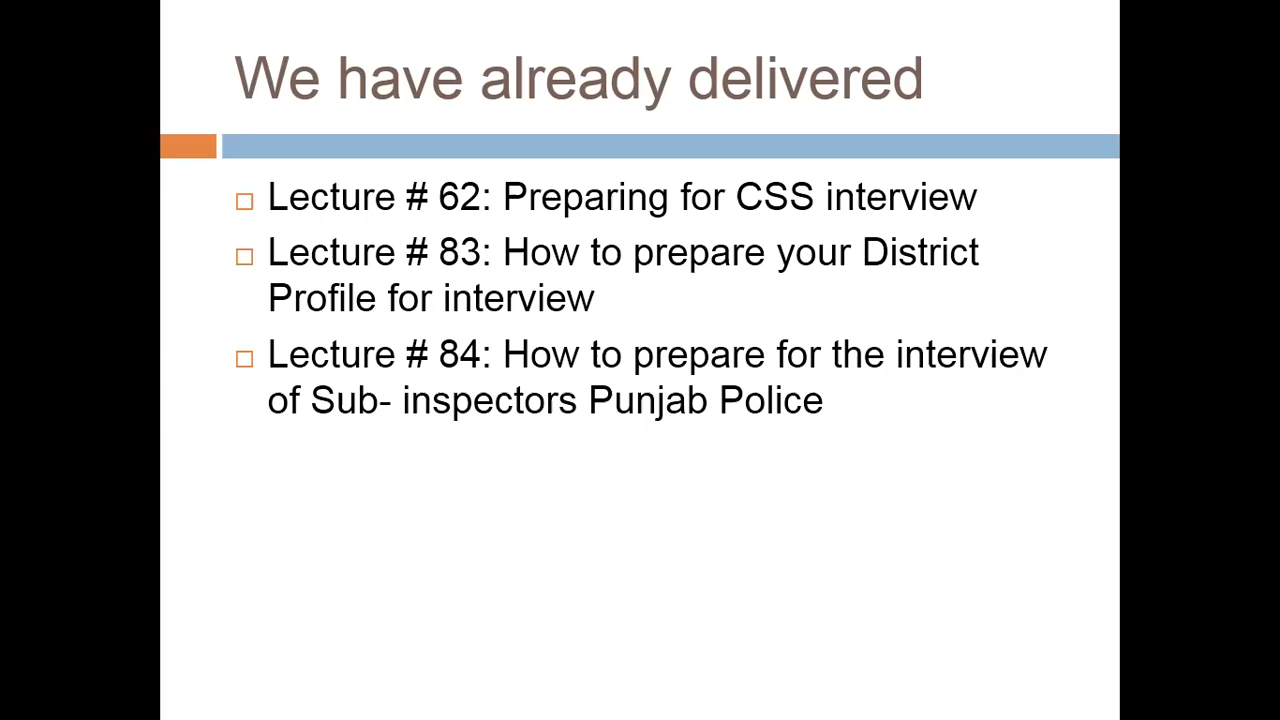 We have already delivered
Lecture # 62: Preparing for CSS interview
Lecture # 83: How to prepare your District
Profile for interview
Lecture # 84: How to prepare for the interview
of Sub- inspectors Punjab Police